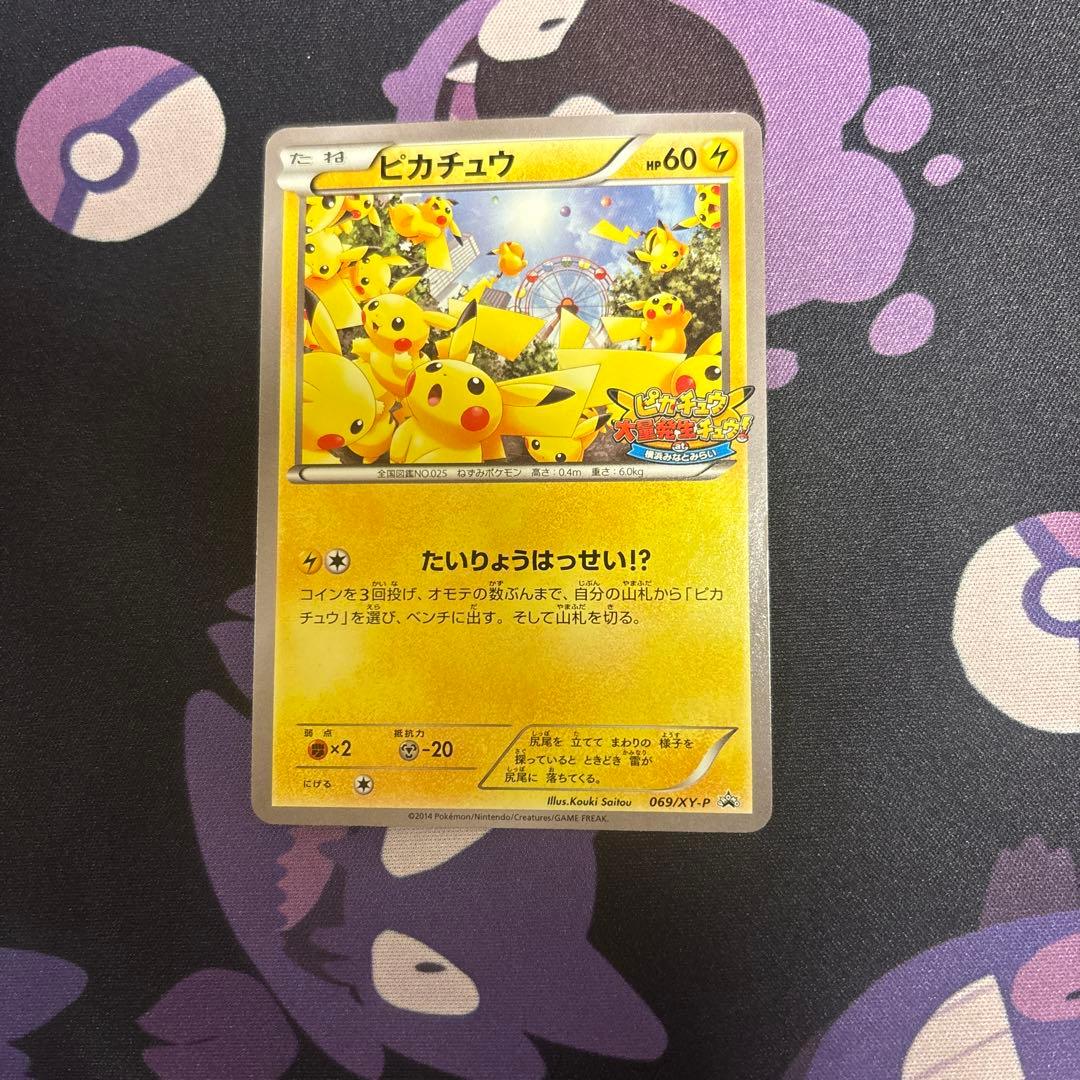 たね ピカチュウ HP60
ピカチュウ
大量発生チュウ!
at
横浜みなとみらい
全国図鑑NO.025 ねずみポケモン 高さ:0.4m 重さ:6.0kg
たいりょうはっせい!?
コインを3回投げ、オモテの数ぶんまで、自分の山札から「ピカ
チュウ」を選び、ベンチに出す。そして山札を切る。
弱点 抵抗力
×2 -20
にげる
尻尾を 立てて まわりの 様子を
探っていると ときどき 雷が
尻尾に 落ちてくる。
Illus.Kouki Saitou 069/XY-P
©2014 Pokémon/Nintendo/Creatures/GAME FREAK.